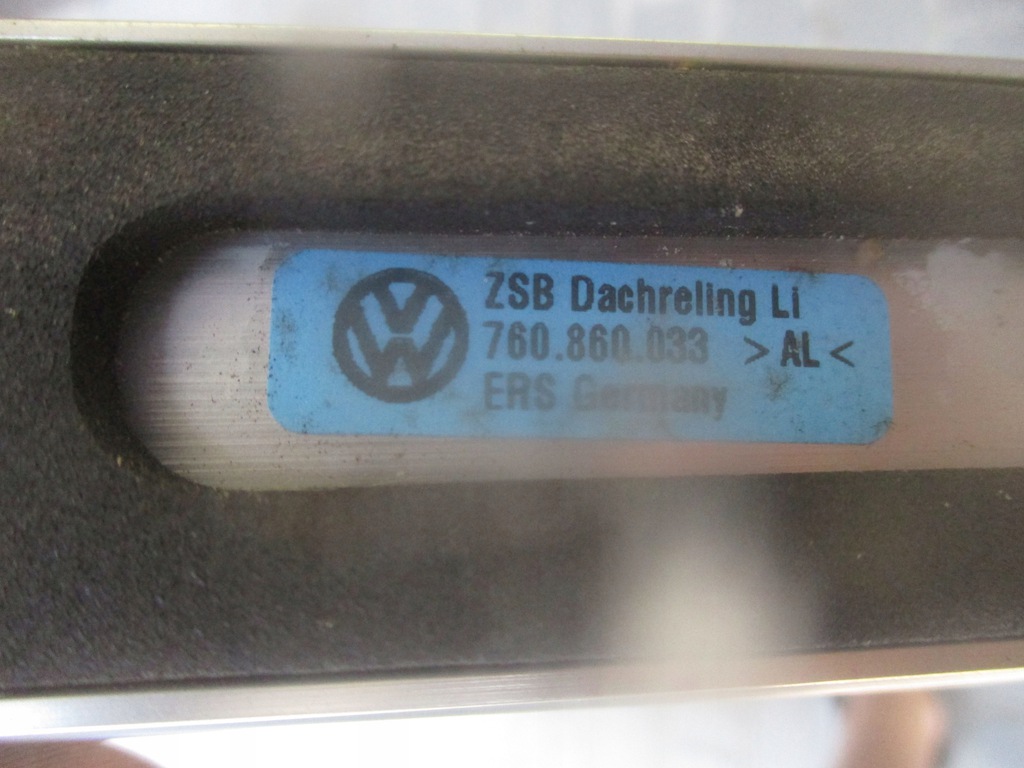 ZSB Dachreling Li
760.860.033 >AL<
ERS Germany